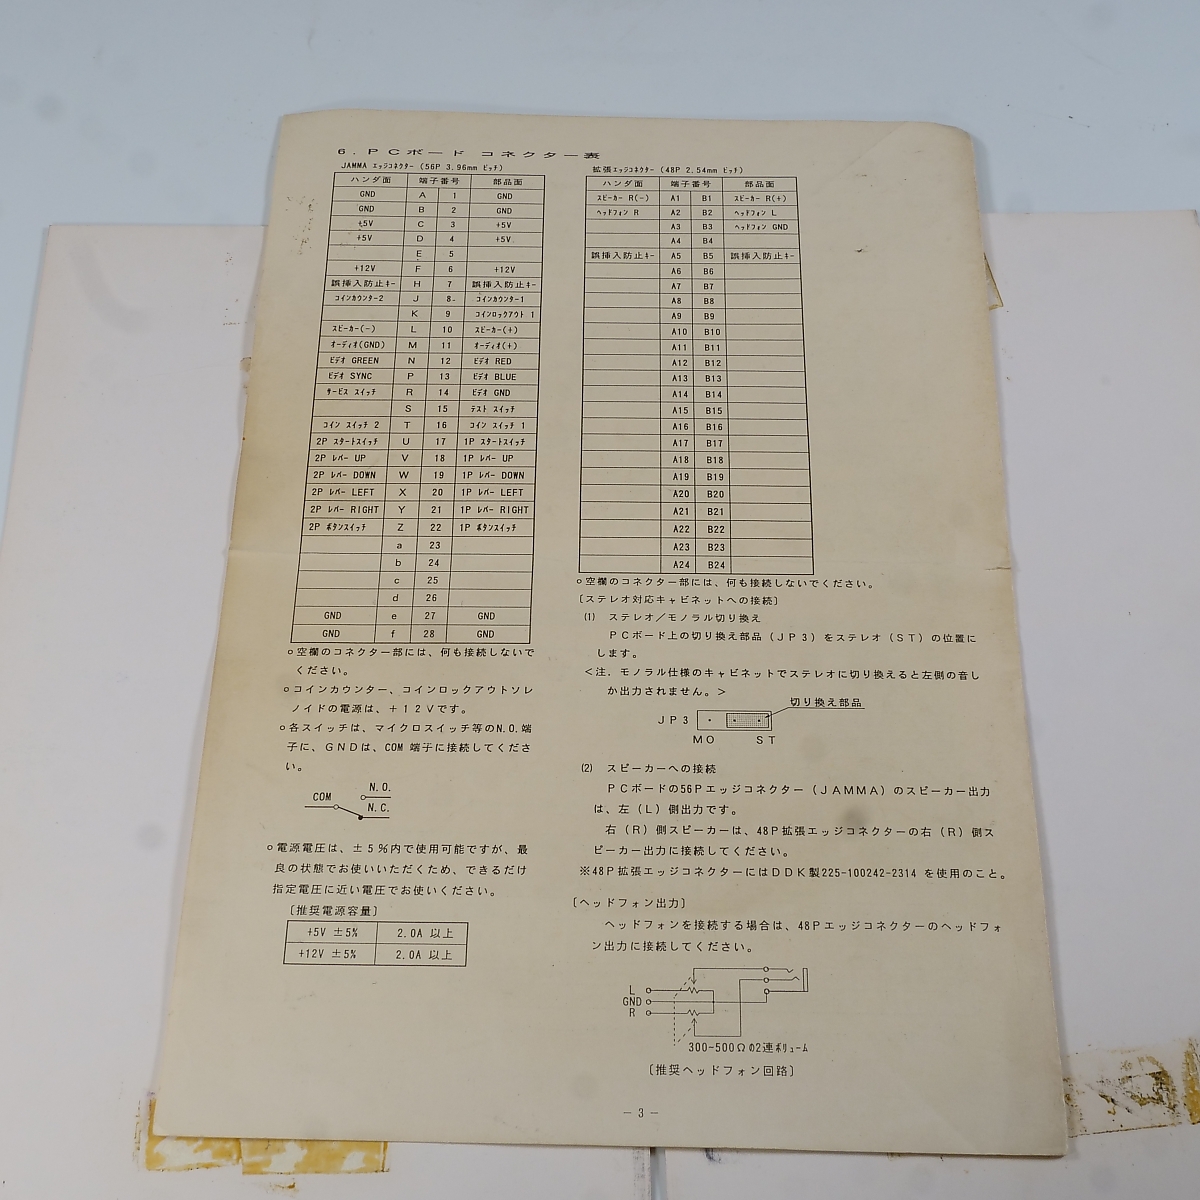 6．ＰＣボード コネクター表
JAMMA エッジコネクター（56P 3.96mm ピッチ）
ハンダ面 端子番号 部品面
GND A 1 GND
GND B 2 GND
+5V C 3 +5V
+5V D 4 +5V
E 5
+12V F 6 +12V
誤挿入防止キー H 7 誤挿入防止キー
コインカウンター2 J 8 コインカウンター1
K 9 コインロックアウト 1
スピーカー(-) L 10 スピーカー(+)
オーディオ(GND) M 11 オーディオ(+)
ビデオ GREEN N 12 ビデオ RED
ビデオ SYNC P 13 ビデオ BLUE
サービス スイッチ R 14 ビデオ GND
S 15 テスト スイッチ
コイン スイッチ 2 T 16 コイン スイッチ 1
2P スタートスイッチ U 17 1P スタートスイッチ
2P レバー UP V 18 1P レバー UP
2P レバー DOWN W 19 1P レバー DOWN
2P レバー LEFT X 20 1P レバー LEFT
2P レバー RIGHT Y 21 1P レバー RIGHT
2P ボタンスイッチ Z 22 1P ボタンスイッチ
a 23
b 24
c 25
d 26
GND e 27 GND
GND f 28 GND
○空欄のコネクター部には、何も接続しないで
ください。
○コインカウンター、コインロックアウトソレ
ノイドの電源は、＋１２Ｖです。
○各スイッチは、マイクロスイッチ等のN.O.端
子に、ＧＮＤは、COM 端子に接続してくださ
い。
N.O.
COM
N.C.
○電源電圧は、±５％内で使用可能ですが、最
良の状態でお使いいただくため、できるだけ
指定電圧に近い電圧でお使いください。
〔推奨電源容量〕
+5V ±5% 2.0A 以上
+12V ±5% 2.0A 以上
拡張エッジコネクター（48P 2.54mm ピッチ）
ハンダ面 端子番号 部品面
スピーカー R(-) A1 B1 スピーカー R(+)
ヘッドフォン R A2 B2 ヘッドフォン L
A3 B3 ヘッドフォン GND
A4 B4
誤挿入防止キー A5 B5 誤挿入防止キー
A6 B6
A7 B7
A8 B8
A9 B9
A10 B10
A11 B11
A12 B12
A13 B13
A14 B14
A15 B15
A16 B16
A17 B17
A18 B18
A19 B19
A20 B20
A21 B21
A22 B22
A23 B23
A24 B24
○空欄のコネクター部には、何も接続しないでください。
〔ステレオ対応キャビネットへの接続〕
(1) ステレオ／モノラル切り換え
ＰＣボード上の切り換え部品（ＪＰ３）をステレオ（ＳＴ）の位置に
します。
＜注．モノラル仕様のキャビネットでステレオに切り換えると左側の音し
か出力されません。＞
切り換え部品
ＪＰ３
ＭＯ ＳＴ
(2) スピーカーへの接続
ＰＣボードの56Ｐエッジコネクター（ＪＡＭＭＡ）のスピーカー出力
は、左（Ｌ）側出力です。
右（Ｒ）側スピーカーは、48Ｐ拡張エッジコネクターの右（Ｒ）側ス
ピーカー出力に接続してください。
※48Ｐ拡張エッジコネクターにはＤＤＫ製225-100242-2314 を使用のこと。
〔ヘッドフォン出力〕
ヘッドフォンを接続する場合は、48Ｐエッジコネクターのヘッドフォ
ン出力に接続してください。
L
GND
R
300~500Ωの2連ボリューム
〔推奨ヘッドフォン回路〕
－ 3 －